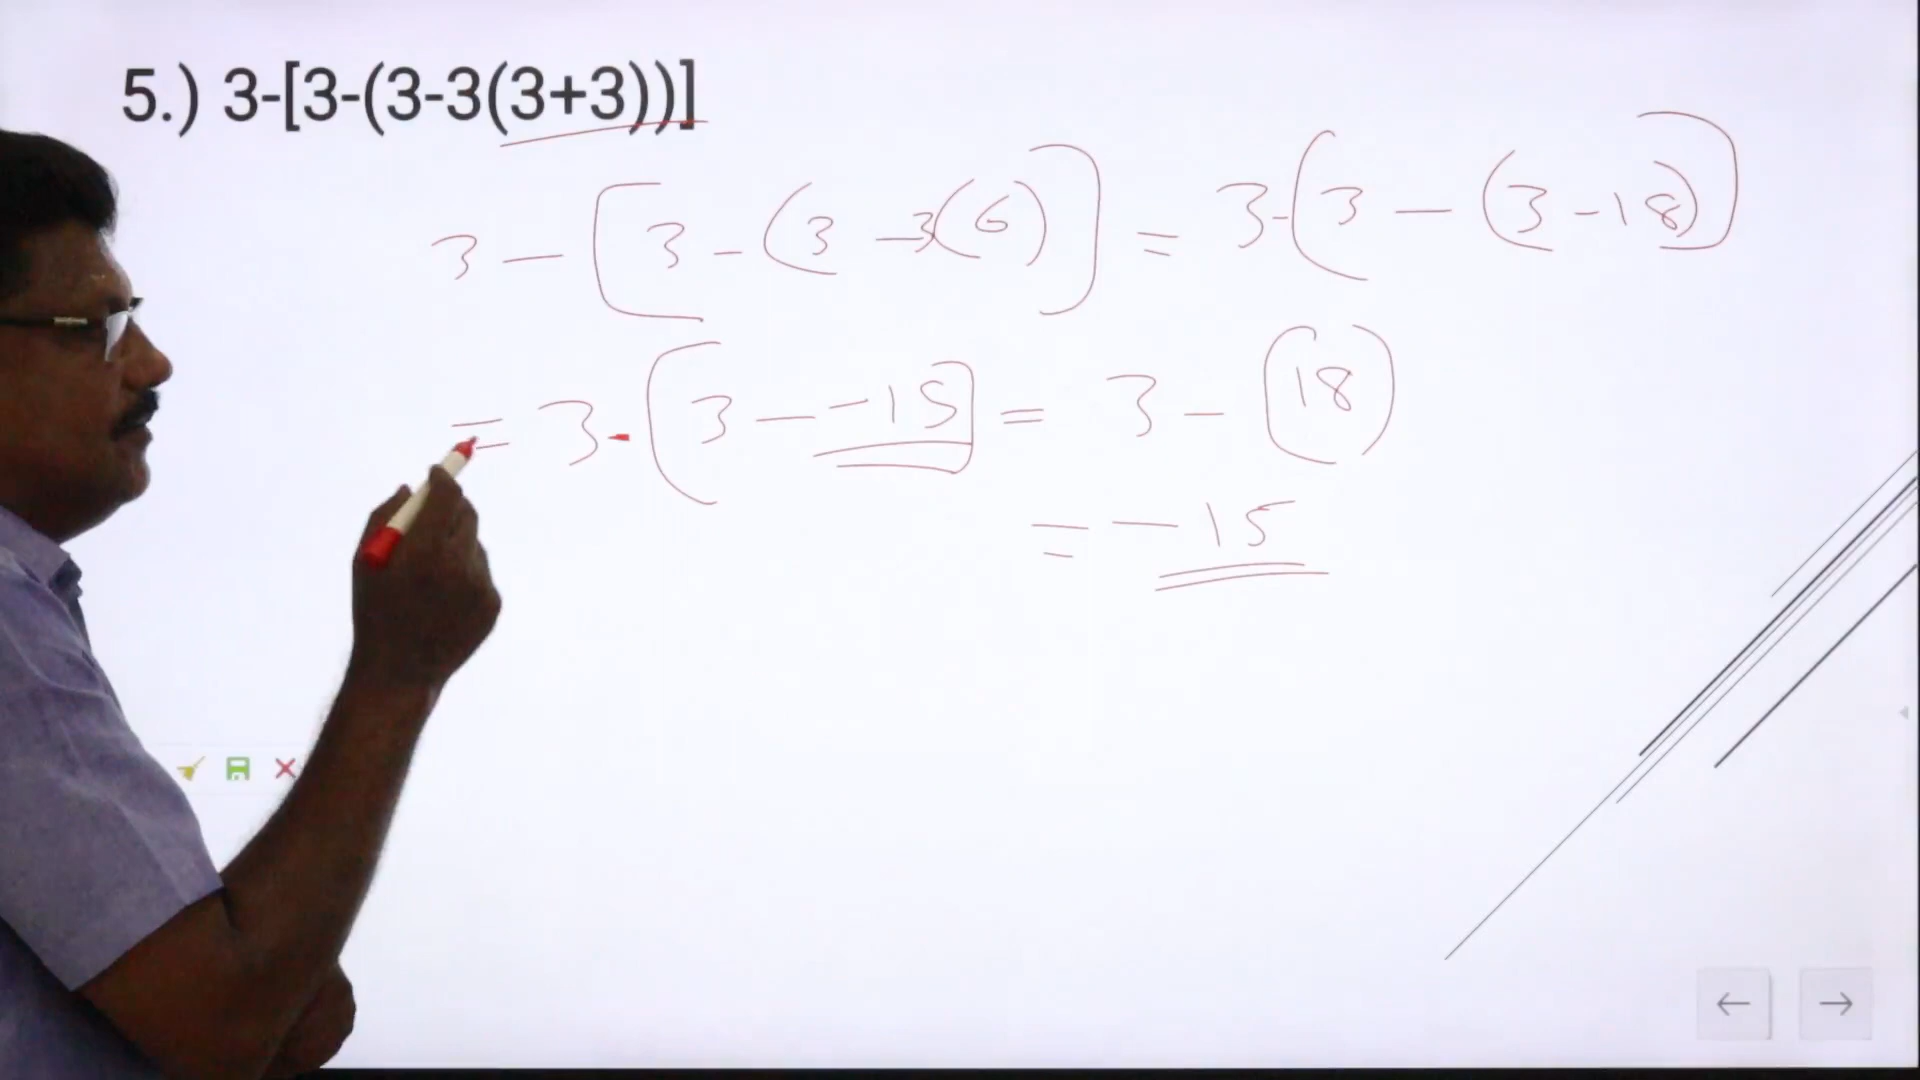 5.) 3-[3-(3-3(3+3))]
3 - [3 - (3 - 3(6)] = 3-[3 - (3-18)]
= 3-[3 - -15] = 3 - (18)
= -15